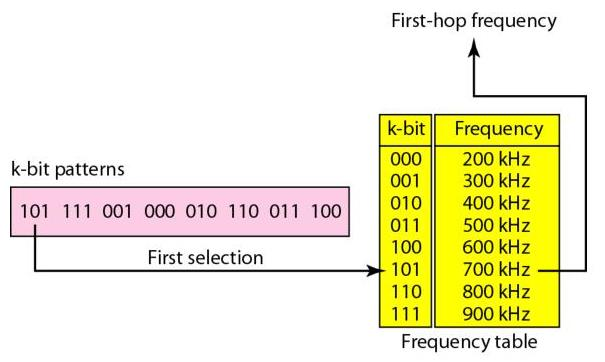 First-hop frequency
k-bit patterns
101 111 001 000 010 110 011 100
First selection
k-bit Frequency
000 200 kHz
001 300 kHz
010 400 kHz
011 500 kHz
100 600 kHz
101 700 kHz
110 800 kHz
111 900 kHz
Frequency table